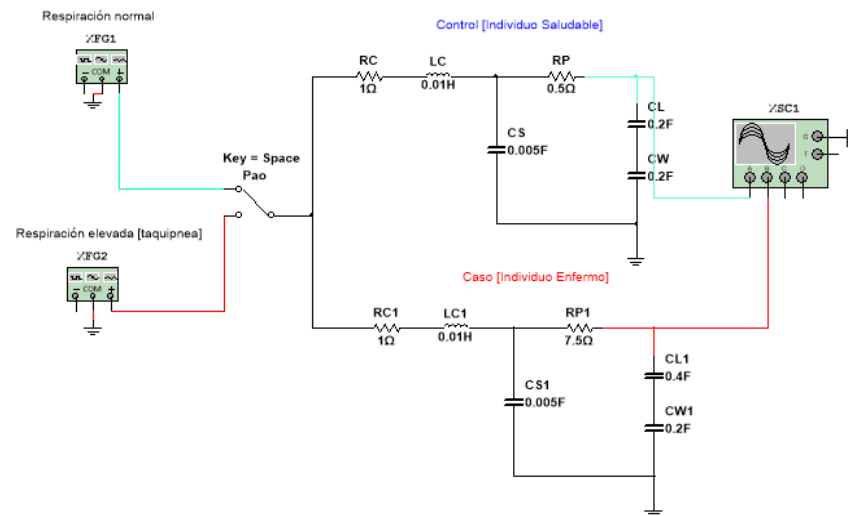 Respiración normal
XFG1
COM
Control [Individuo Saludable]
RC
1Ω
LC
0.01H
RP
0.5Ω
CS
0.005F
CL
0.2F
CW
0.2F
XSC1
G
T
A B C D
Key = Space
Pao
Respiración elevada [taquipnea]
XFG2
COM
Caso [Individuo Enfermo]
RC1
1Ω
LC1
0.01H
RP1
7.5Ω
CS1
0.005F
CL1
0.4F
CW1
0.2F